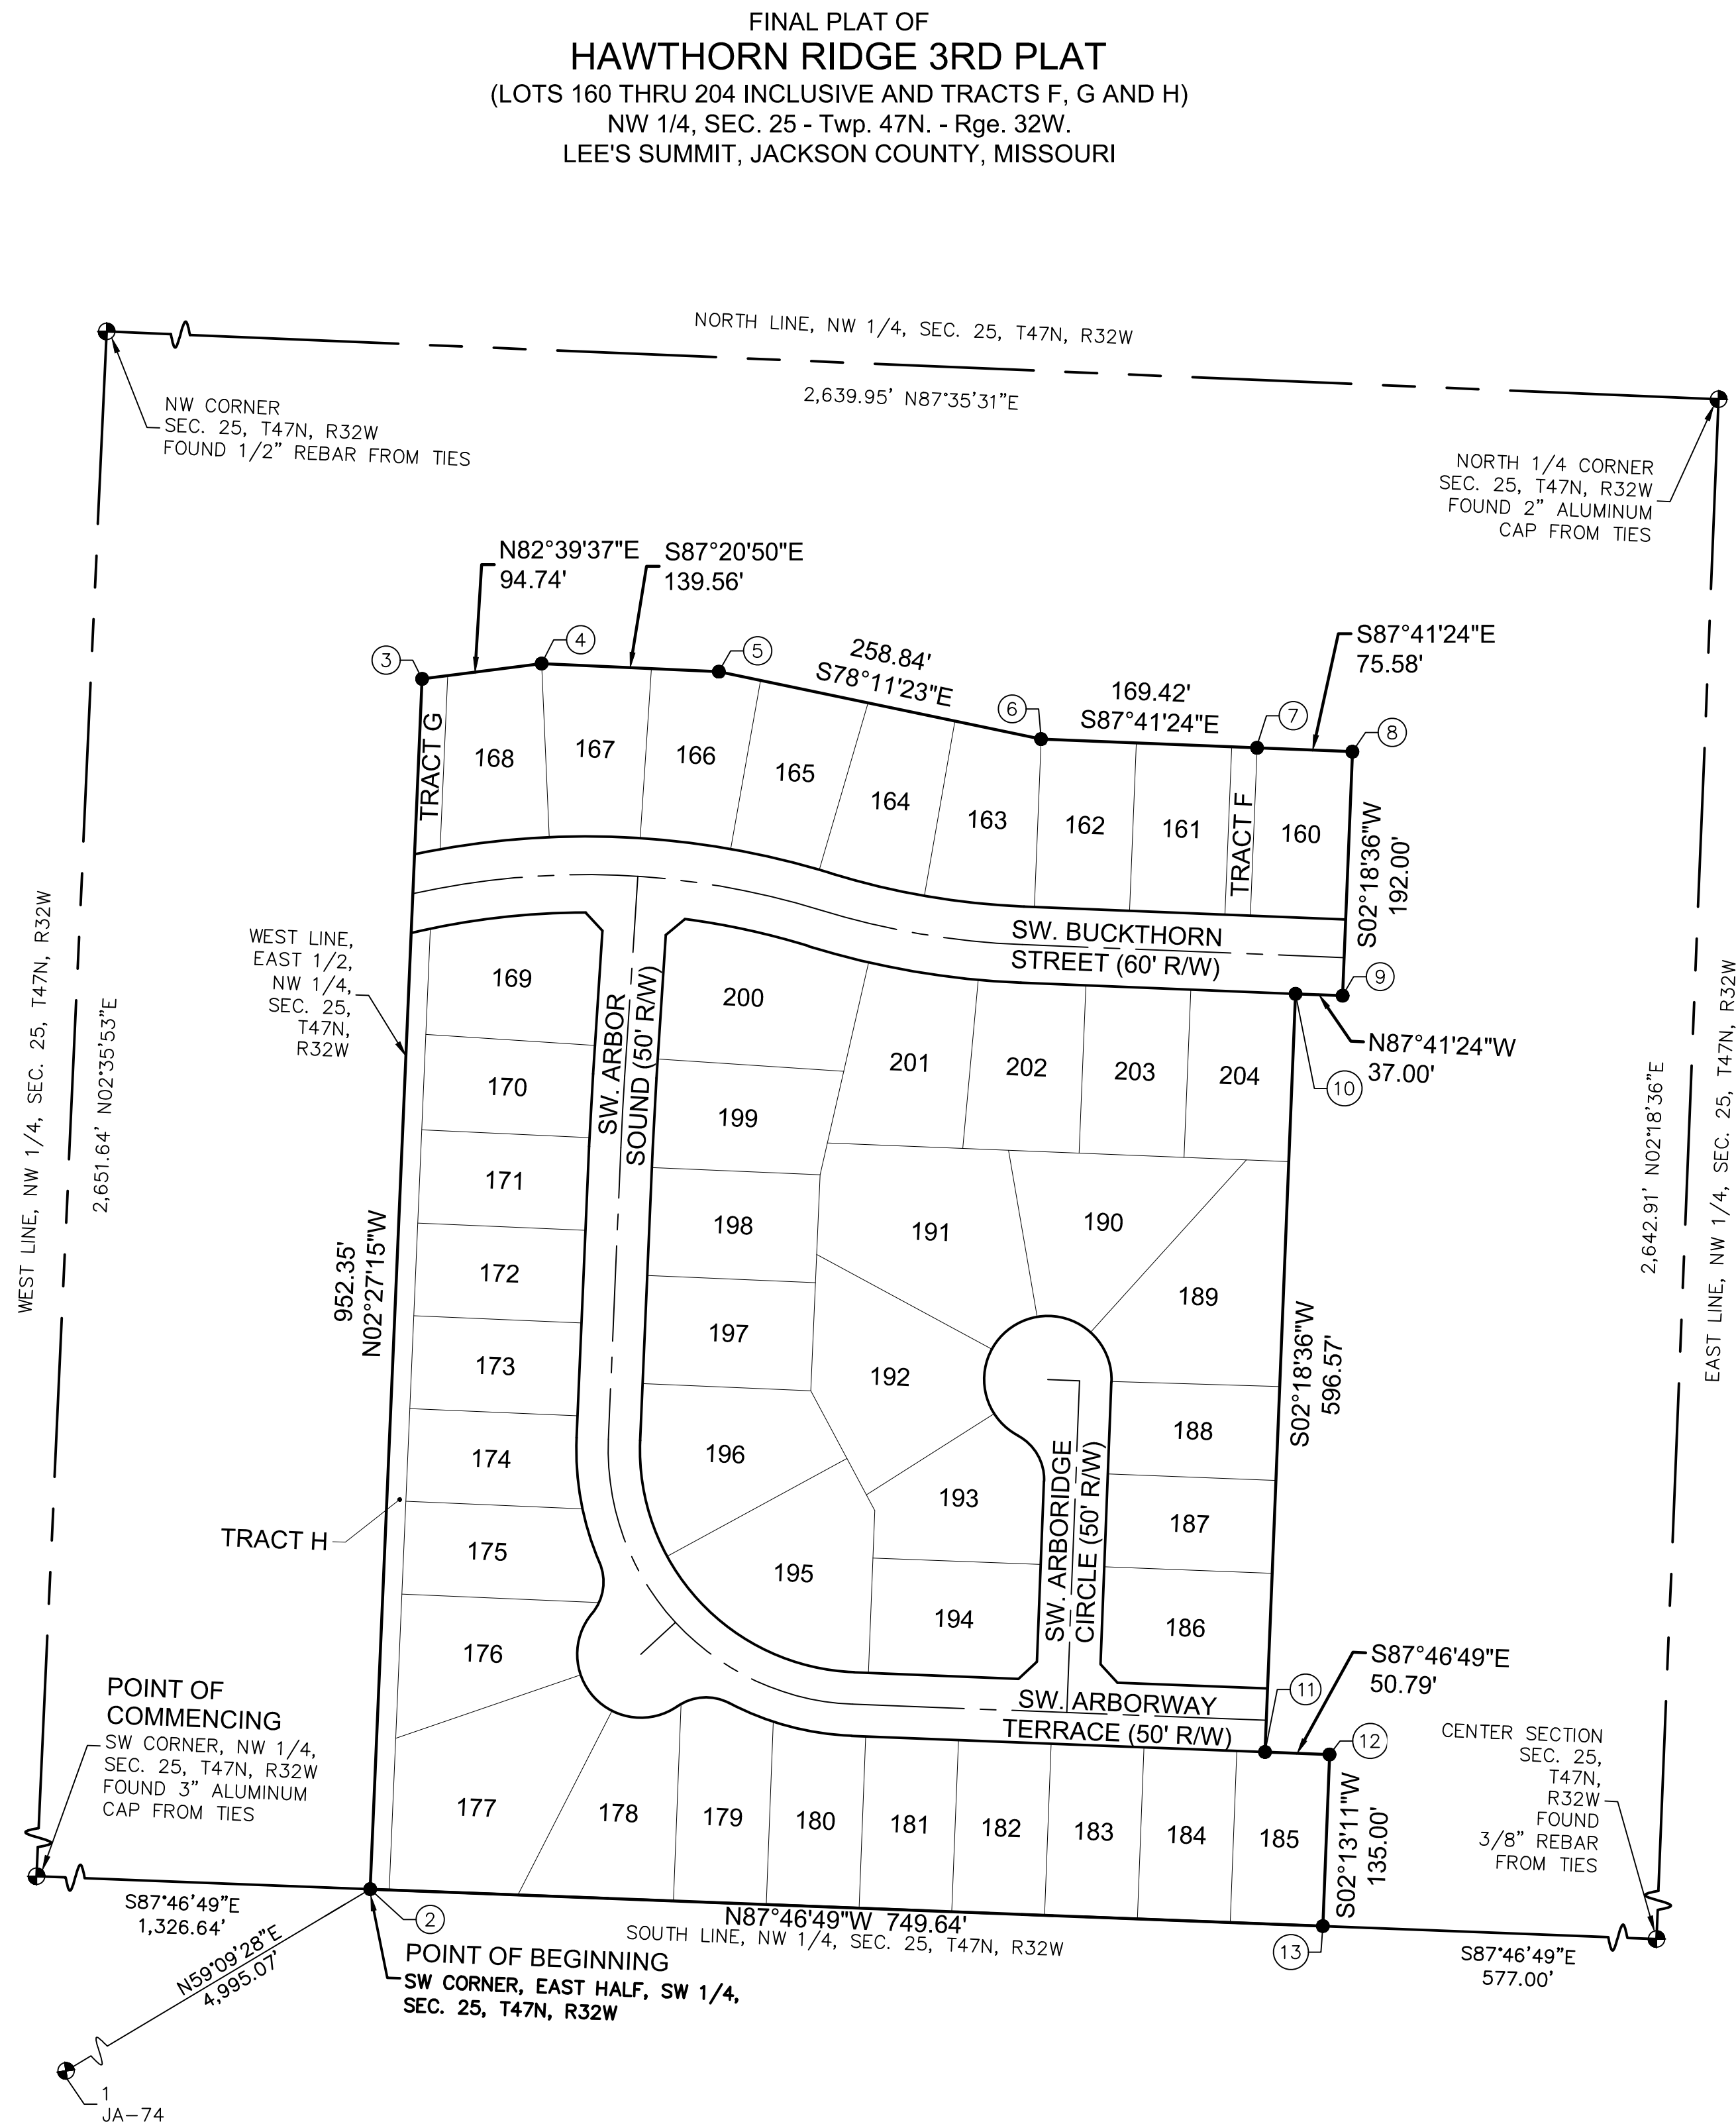 FINAL PLAT OF
HAWTHORN RIDGE 3RD PLAT
(LOTS 160 THRU 204 INCLUSIVE AND TRACTS F, G AND H)
NW 1/4, SEC. 25 - Twp. 47N. - Rge. 32W.
LEE'S SUMMIT, JACKSON COUNTY, MISSOURI
NORTH LINE, NW 1/4, SEC. 25, T47N, R32W
2,639.95' N87°35'31"E
NW CORNER
SEC. 25, T47N, R32W
FOUND 1/2" REBAR FROM TIES
NORTH 1/4 CORNER
SEC. 25, T47N, R32W
FOUND 2" ALUMINUM
CAP FROM TIES
N82°39'37"E
94.74'
S87°20'50"E
139.56'
258.84'
S78°11'23"E
169.42'
S87°41'24"E
S87°41'24"E
75.58'
3
4
5
6
7
8
TRACT G
168
167
166
165
164
163
162
161
TRACT F
160
S02°18'36"W
192.00'
SW. BUCKTHORN
STREET (60' R/W)
9
N87°41'24"W
37.00'
10
WEST LINE, NW 1/4, SEC. 25, T47N, R32W
2,651.64' N02°35'53"E
WEST LINE,
EAST 1/2,
NW 1/4,
SEC. 25,
T47N,
R32W
169
170
171
172
173
174
175
176
177
SW. ARBOR
SOUND (50' R/W)
200
199
198
197
196
195
201
202
203
204
191
190
189
192
193
194
188
187
186
SW. ARBORIDGE
CIRCLE (50' R/W)
952.35'
N02°27'15"W
S02°18'36"W
596.57'
2,642.91' N02°18'36"E
EAST LINE, NW 1/4, SEC. 25, T47N, R32W
TRACT H
SW. ARBORWAY
TERRACE (50' R/W)
11
S87°46'49"E
50.79'
12
178
179
180
181
182
183
184
185
S02°13'11"W
135.00'
POINT OF
COMMENCING
SW CORNER, NW 1/4,
SEC. 25, T47N, R32W
FOUND 3" ALUMINUM
CAP FROM TIES
CENTER SECTION
SEC. 25,
T47N,
R32W
FOUND
3/8" REBAR
FROM TIES
S87°46'49"E
1,326.64'
2
N87°46'49"W 749.64'
SOUTH LINE, NW 1/4, SEC. 25, T47N, R32W
13
S87°46'49"E
577.00'
N59°09'28"E
4,995.07'
POINT OF BEGINNING
SW CORNER, EAST HALF, SW 1/4,
SEC. 25, T47N, R32W
1
JA-74